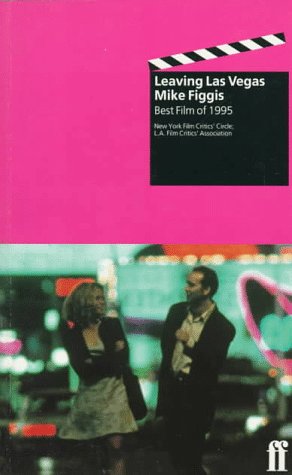 Leaving Las Vegas
Mike Figgis
Best Film of 1995
New York Film Critics' Circle;
L.A. Film Critics' Association
ff